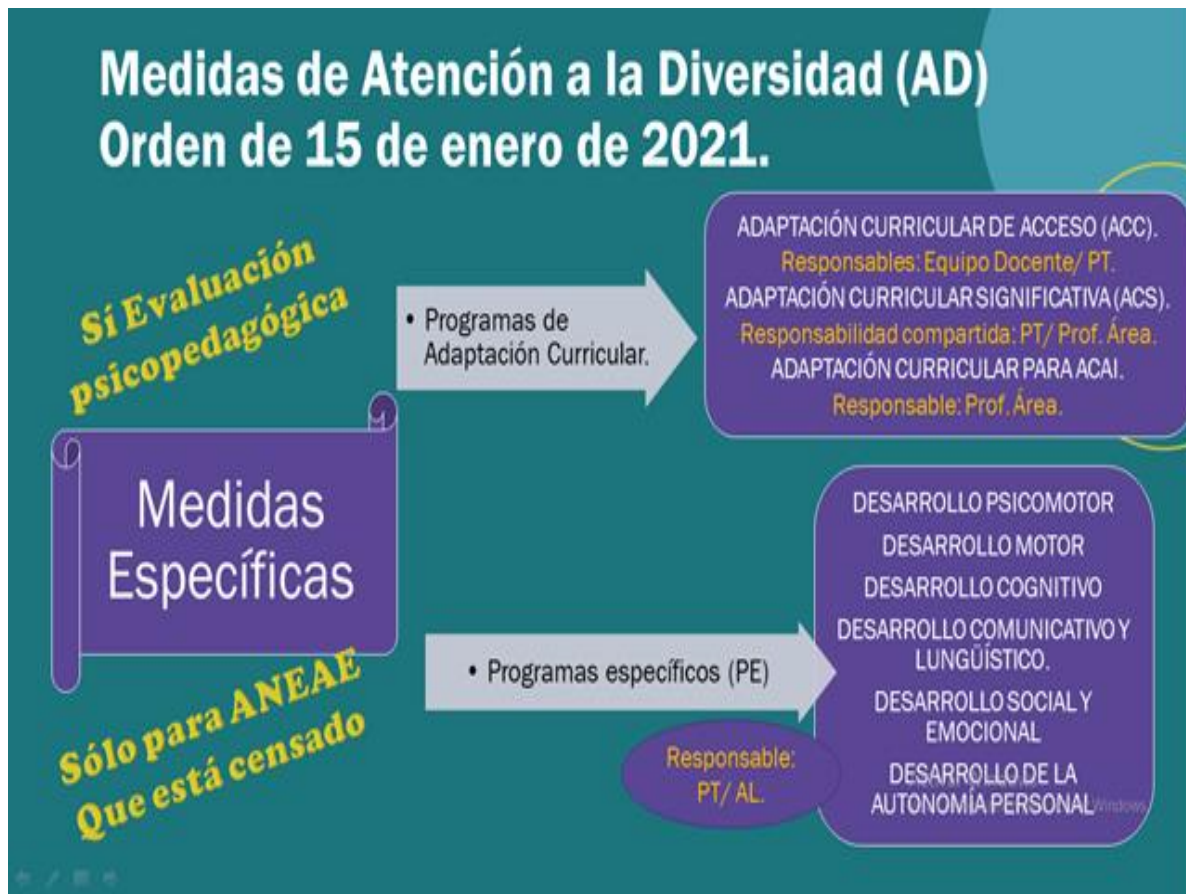 Medidas de Atención a la Diversidad (AD)
Orden de 15 de enero de 2021.
Sí Evaluación
psicopedagógica
• Programas de
Adaptación Curricular.
ADAPTACIÓN CURRICULAR DE ACCESO (ACC).
Responsables: Equipo Docente/ PT.
ADAPTACIÓN CURRICULAR SIGNIFICATIVA (ACS).
Responsabilidad compartida: PT/ Prof. Área.
ADAPTACIÓN CURRICULAR PARA ACAI.
Responsable: Prof. Área.
Medidas
Específicas
Sólo para ANEAE
Que está censado
• Programas específicos (PE)
Responsable:
PT/ AL.
DESARROLLO PSICOMOTOR
DESARROLLO MOTOR
DESARROLLO COGNITIVO
DESARROLLO COMUNICATIVO Y
LUNGÜÍSTICO.
DESARROLLO SOCIAL Y
EMOCIONAL
DESARROLLO DE LA
AUTONOMÍA PERSONAL
Windows